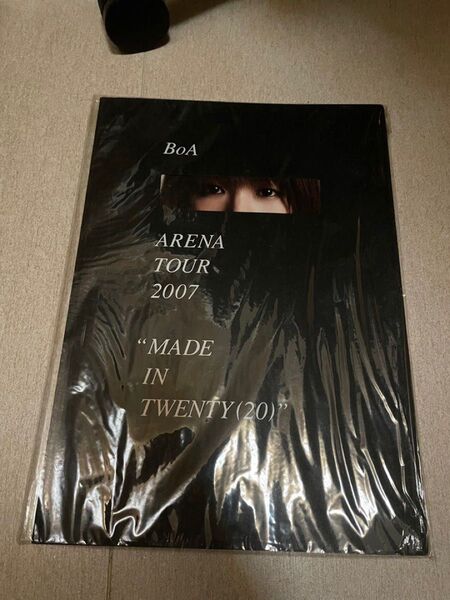 BoA
ARENA
TOUR
2007
“MADE
IN
TWENTY(20)”